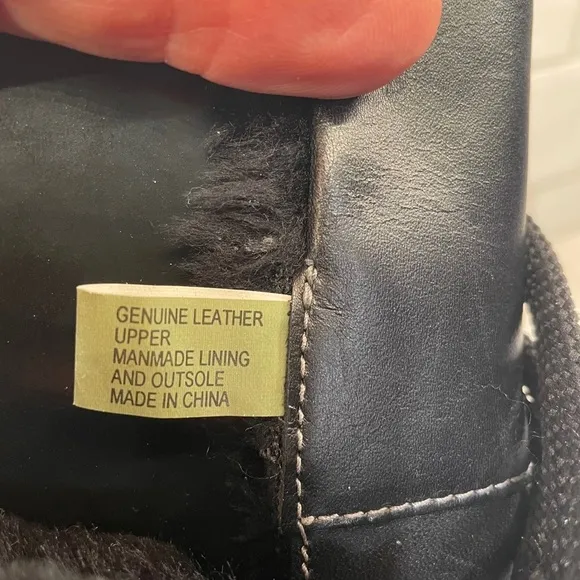 GENUINE LEATHER
UPPER
MANMADE LINING
AND OUTSOLE
MADE IN CHINA